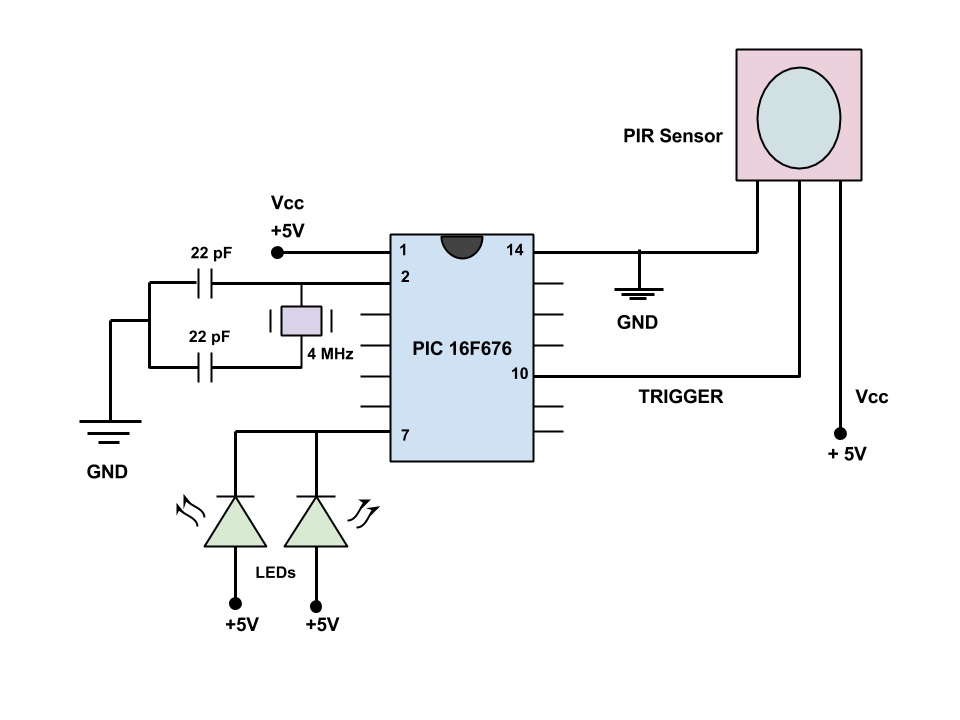 PIR Sensor
Vcc
+5V
22 pF
1
14
2
GND
22 pF
4 MHz
PIC 16F676
10
TRIGGER
Vcc
+ 5V
7
GND
LEDs
+5V
+5V